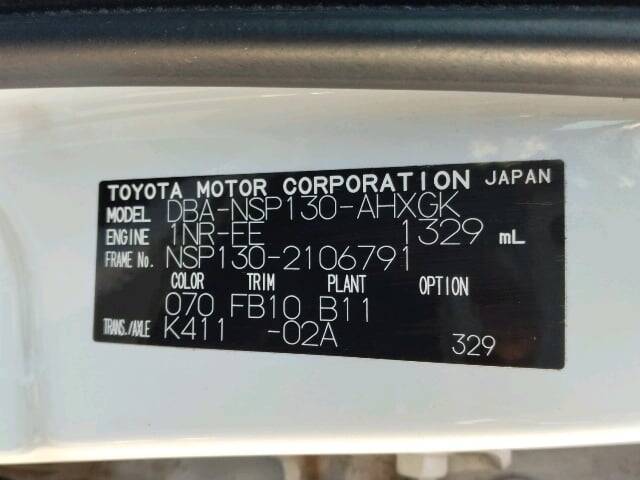 TOYOTA MOTOR CORPORATION JAPAN
MODEL DBA-NSP130-AHXGK
ENGINE 1NR-FE 1329 mL
FRAME No. NSP130-2106791
COLOR TRIM PLANT OPTION
070 FB10 B11
TRANS./AXLE K411 -02A
329